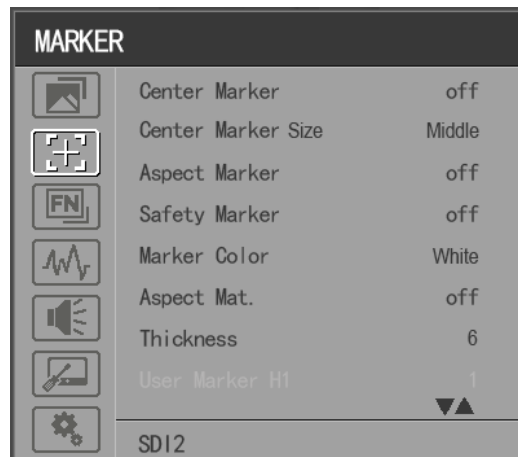 MARKER
Center Marker off
Center Marker Size Middle
Aspect Marker off
FN
Safety Marker off
Marker Color White
Aspect Mat. off
Thickness 6
User Marker H1 1
SDI2